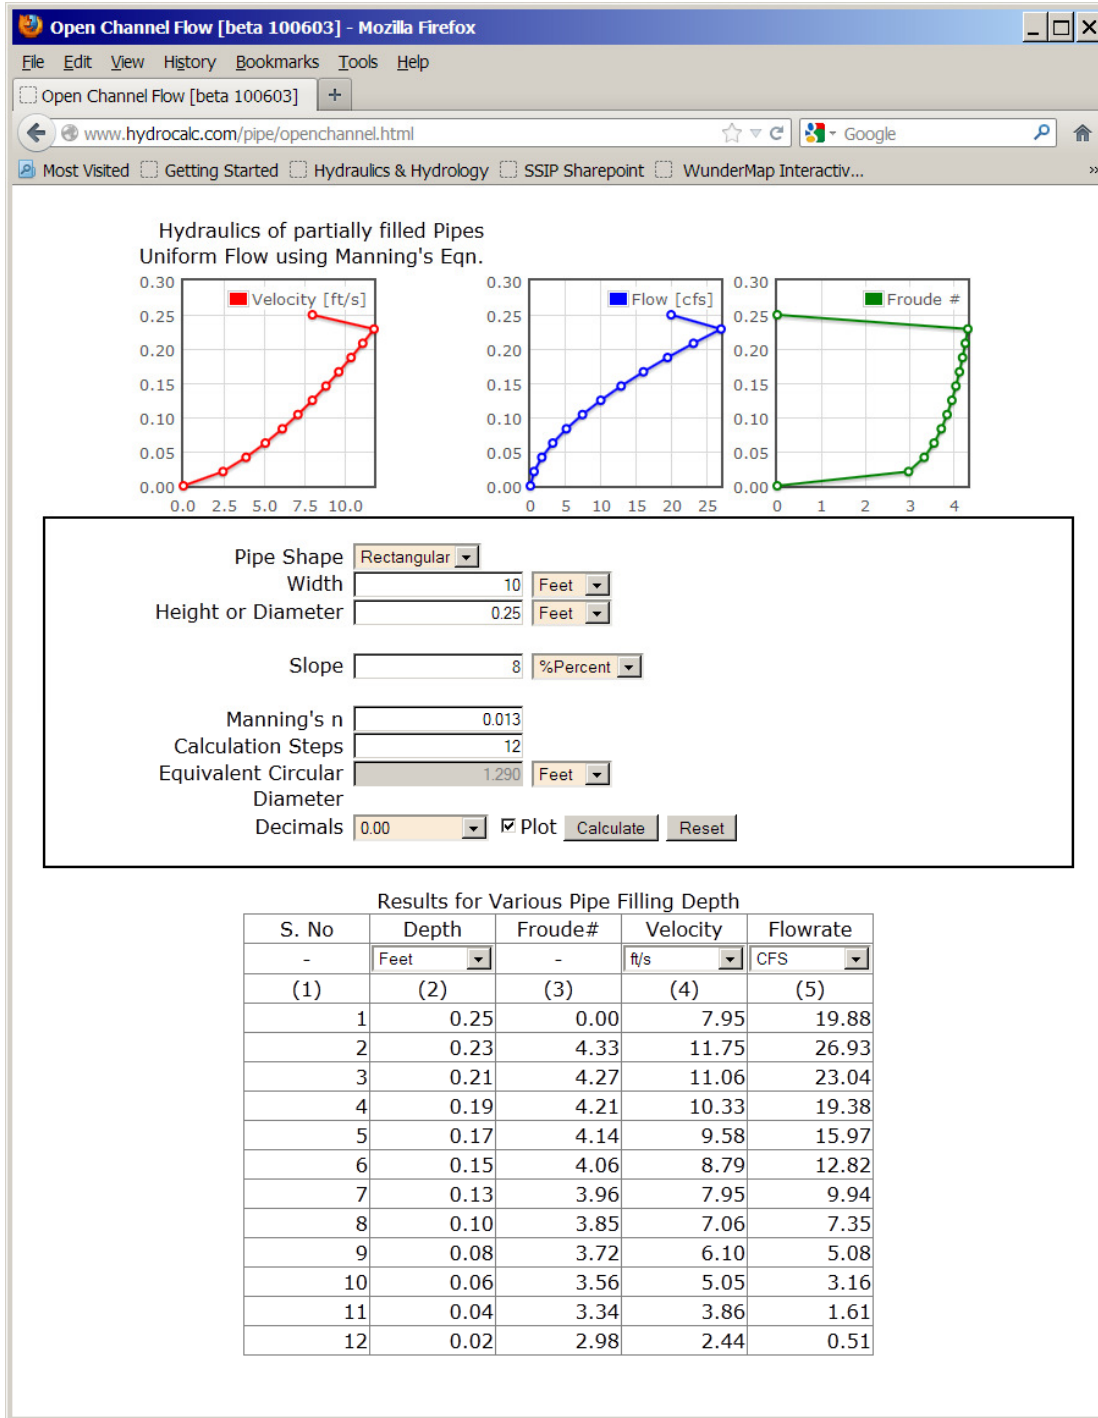 Open Channel Flow [beta 100603] - Mozilla Firefox
File Edit View History Bookmarks Tools Help
Open Channel Flow [beta 100603] +
www.hydrocalc.com/pipe/openchannel.html Google
Most Visited Getting Started Hydraulics & Hydrology SSIP Sharepoint WunderMap Interactiv... »
Hydraulics of partially filled Pipes
Uniform Flow using Manning's Eqn.
0.30 0.25 0.20 0.15 0.10 0.05 0.00
Velocity [ft/s]
0.0 2.5 5.0 7.5 10.0
0.30 0.25 0.20 0.15 0.10 0.05 0.00
Flow [cfs]
0 5 10 15 20 25
0.30 0.25 0.20 0.15 0.10 0.05 0.00
Froude #
0 1 2 3 4
Pipe Shape Rectangular
Width 10 Feet
Height or Diameter 0.25 Feet
Slope 8 %Percent
Manning's n 0.013
Calculation Steps 12
Equivalent Circular 1.290 Feet
Diameter
Decimals 0.00 Plot Calculate Reset
Results for Various Pipe Filling Depth
S. No Depth Froude# Velocity Flowrate
- Feet - ft/s CFS
(1) (2) (3) (4) (5)
1 0.25 0.00 7.95 19.88
2 0.23 4.33 11.75 26.93
3 0.21 4.27 11.06 23.04
4 0.19 4.21 10.33 19.38
5 0.17 4.14 9.58 15.97
6 0.15 4.06 8.79 12.82
7 0.13 3.96 7.95 9.94
8 0.10 3.85 7.06 7.35
9 0.08 3.72 6.10 5.08
10 0.06 3.56 5.05 3.16
11 0.04 3.34 3.86 1.61
12 0.02 2.98 2.44 0.51